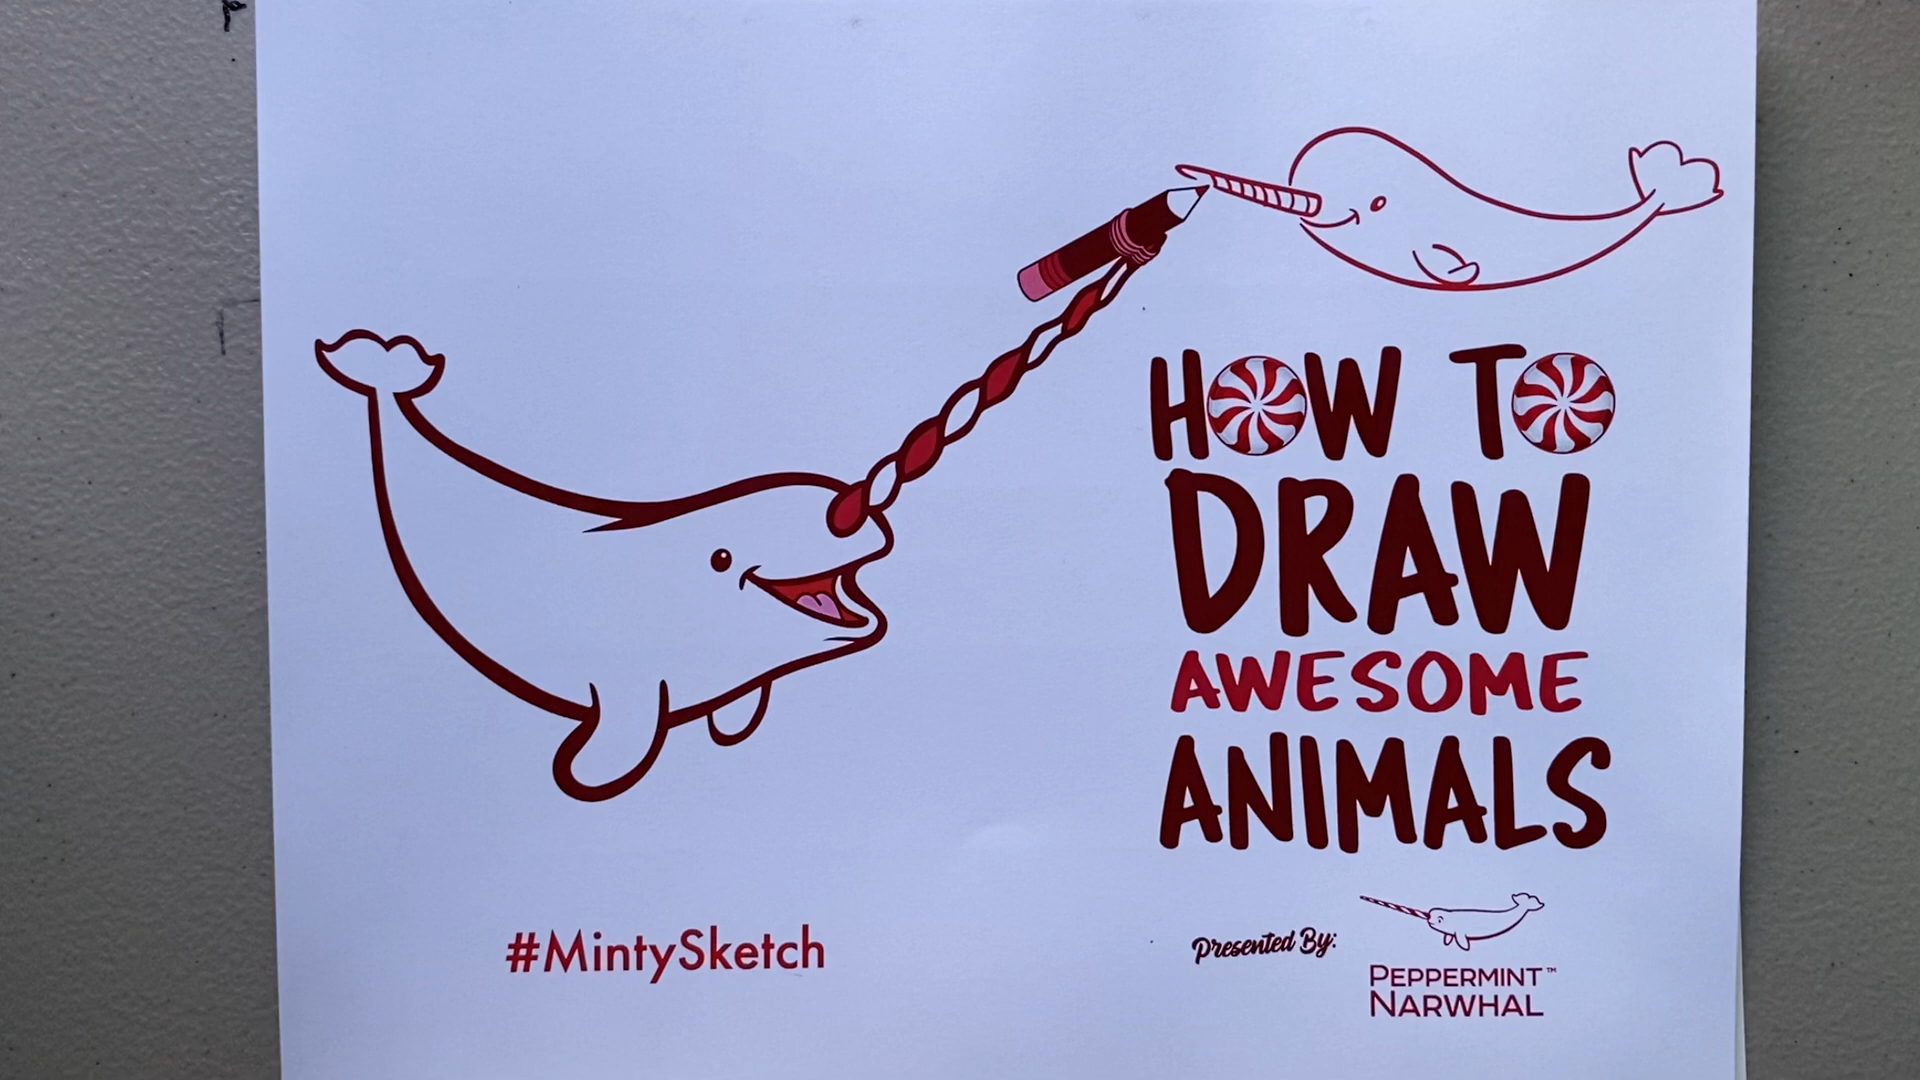 HOW TO
DRAW
AWESOME
ANIMALS
#MintySketch
Presented By:
PEPPERMINT™
NARWHAL